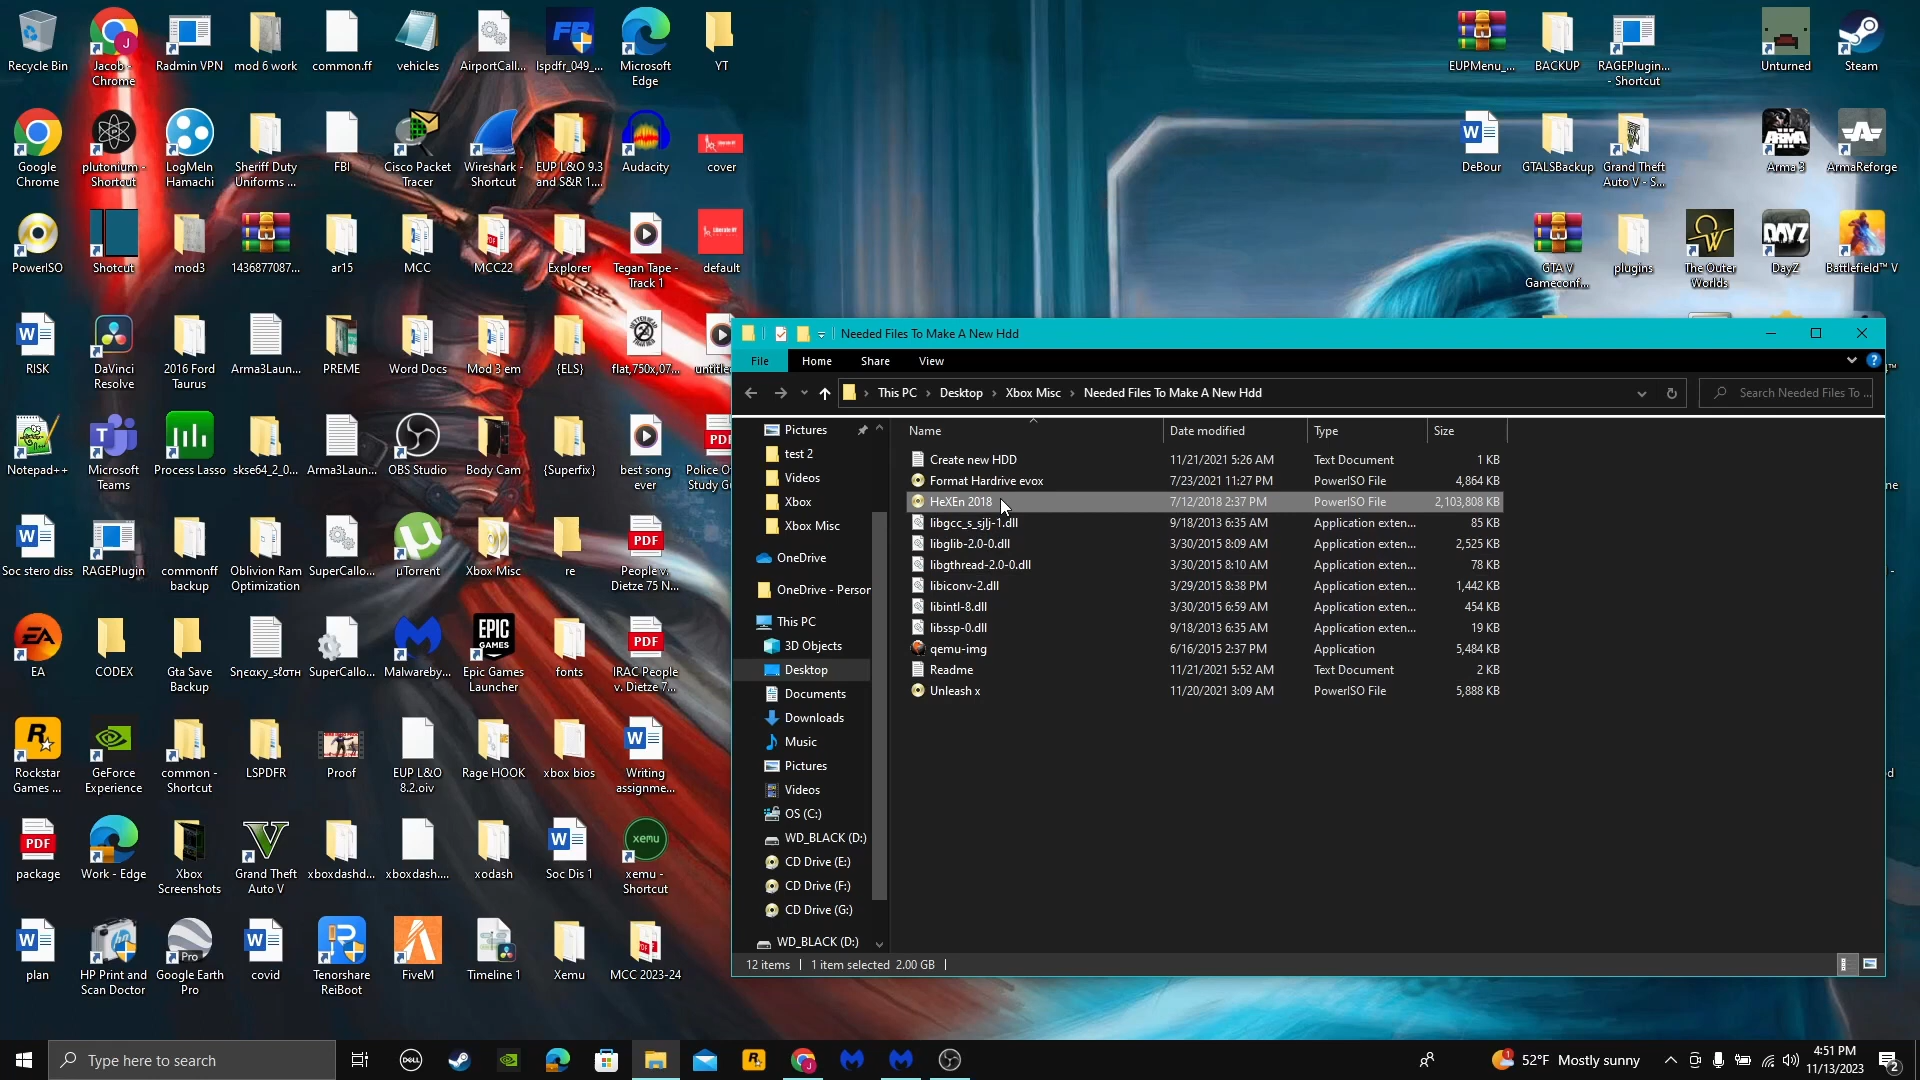 Recycle Bin
Jacob -
Chrome
Radmin VPN
mod 6 work
common.ff
vehicles
AirportCall...
lspdfr_049_...
Microsoft
Edge
YT
EUPMenu_...
BACKUP
RAGEPlugin...
- Shortcut
Unturned
Steam
Google
Chrome
plutonium -
Shortcut
LogMeIn
Hamachi
Sheriff Duty
Uniforms ...
FBI
Cisco Packet
Tracer
Wireshark -
Shortcut
EUP L&O 9.3
and S&R 1....
Audacity
cover
DeBour
GTALSBackup
Grand Theft
Auto V - S...
Arma 3
ArmaReforge
PowerISO
Shotcut
mod3
1436877087...
ar15
MCC
MCC22
Explorer
Tegan Tape -
Track 1
default
GTA V
Gameconf...
plugins
The Outer
Worlds
DayZ
Battlefield™ V
RISK
DaVinci
Resolve
2016 Ford
Taurus
Arma3Laun...
PREME
Word Docs
Mod 3 em
{ELS}
flat,750x,07...
Notepad++
Microsoft
Teams
Process Lasso
skse64_2_0...
Arma3Laun...
OBS Studio
Body Cam
{Superfix}
best song
ever
Soc stero diss
RAGEPlugin
commonff
backup
Oblivion Ram
Optimization
SuperCallo...
µTorrent
Xbox Misc
re
People v.
Dietze 75 N...
EA
CODEX
Gta Save
Backup
SuperCallo...
Malwareby...
Epic Games
Launcher
fonts
IRAC People
v. Dietze 7...
Rockstar
Games ...
GeForce
Experience
common -
Shortcut
LSPDFR
Proof
EUP L&O
8.2.oiv
Rage HOOK
xbox bios
Writing
assignme...
package
Work - Edge
Xbox
Screenshots
Grand Theft
Auto V
xboxdashd...
xboxdash....
xodash
Soc Dis 1
xemu -
Shortcut
plan
HP Print and
Scan Doctor
Google Earth
Pro
covid
Tenorshare
ReiBoot
FiveM
Timeline 1
Xemu
MCC 2023-24
Needed Files To Make A New Hdd
File Home Share View
This PC Desktop Xbox Misc Needed Files To Make A New Hdd
Search Needed Files To ...
Pictures
test 2
Videos
Xbox
Xbox Misc
OneDrive
OneDrive - Person
This PC
3D Objects
Desktop
Documents
Downloads
Music
Pictures
Videos
OS (C:)
WD_BLACK (D:)
CD Drive (E:)
CD Drive (F:)
CD Drive (G:)
WD_BLACK (D:)
Name Date modified Type Size
Create new HDD 11/21/2021 5:26 AM Text Document 1 KB
Format Hardrive evox 7/23/2021 11:27 PM PowerISO File 4,864 KB
HeXEn 2018 7/12/2018 2:37 PM PowerISO File 2,103,808 KB
libgcc_s_sjlj-1.dll 9/18/2013 6:35 AM Application exten... 85 KB
libglib-2.0-0.dll 3/30/2015 8:09 AM Application exten... 2,525 KB
libgthread-2.0-0.dll 3/30/2015 8:10 AM Application exten... 78 KB
libiconv-2.dll 3/29/2015 8:38 PM Application exten... 1,442 KB
libintl-8.dll 3/30/2015 6:59 AM Application exten... 454 KB
libssp-0.dll 9/18/2013 6:35 AM Application exten... 19 KB
qemu-img 6/16/2015 2:37 PM Application 5,484 KB
Readme 11/21/2021 5:52 AM Text Document 2 KB
Unleash x 11/20/2021 3:09 AM PowerISO File 5,888 KB
12 items 1 item selected 2.00 GB
Type here to search
52°F Mostly sunny
4:51 PM
11/13/2023
2